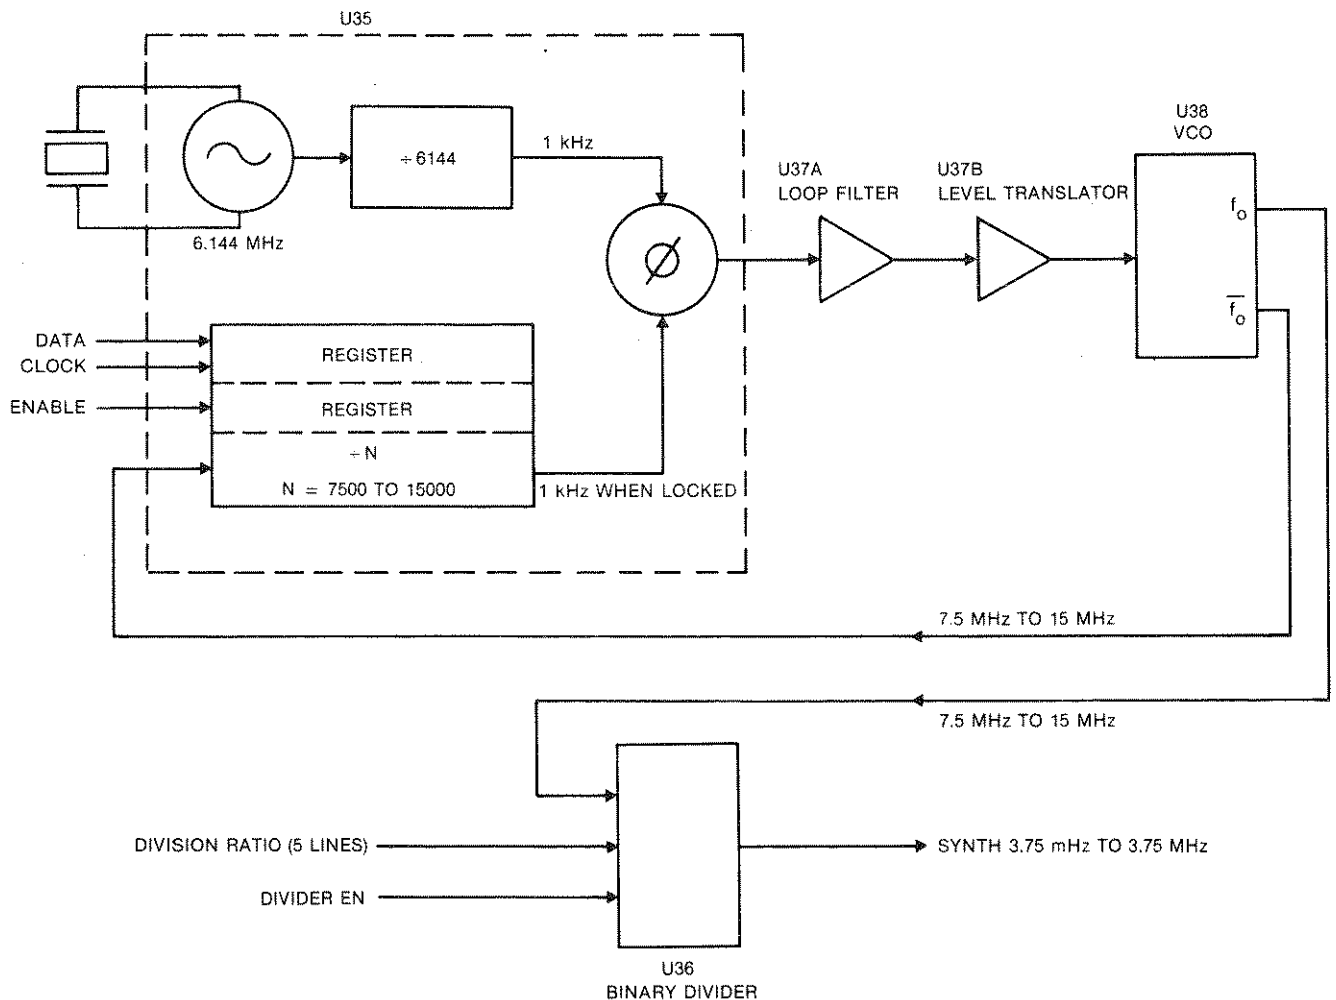 U35
÷6144
1 kHz
6.144 MHz
U37A
LOOP FILTER
U37B
LEVEL TRANSLATOR
U38
VCO
fo
fo
DATA
CLOCK
ENABLE
REGISTER
REGISTER
÷N
N = 7500 TO 15000
1 kHz WHEN LOCKED
7.5 MHz TO 15 MHz
7.5 MHz TO 15 MHz
DIVISION RATIO (5 LINES)
DIVIDER EN
SYNTH 3.75 mHz TO 3.75 MHz
U36
BINARY DIVIDER